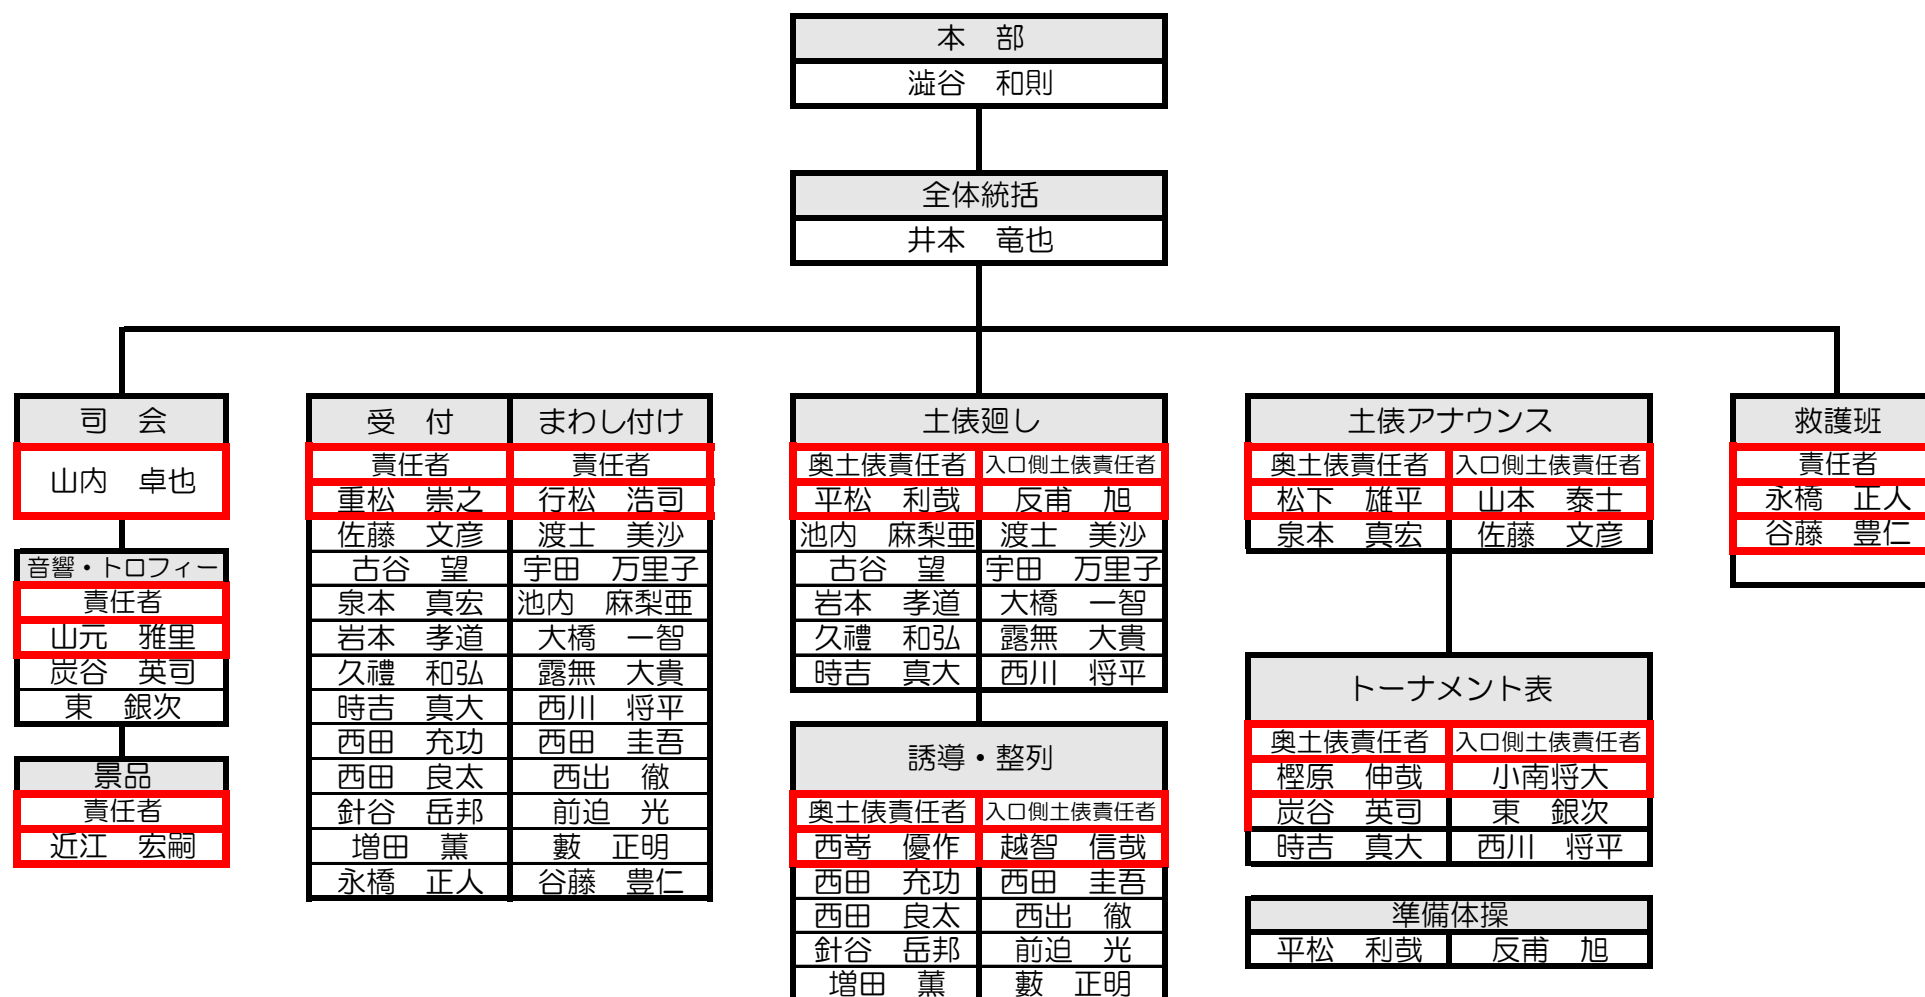 本　部
澁谷　和則
全体統括
井本　竜也
司　会
山内　卓也
音響・トロフィー
責任者
山元　雅里
炭谷　英司
東　銀次
景品
責任者
近江　宏嗣
受　付　まわし付け
責任者　責任者
重松　崇之　行松　浩司
佐藤　文彦　渡士　美沙
古谷　望　宇田　万里子
泉本　真宏　池内　麻梨亜
岩本　孝道　大橋　一智
久禮　和弘　露無　大貴
時吉　真大　西川　将平
西田　充功　西田　圭吾
西田　良太　西出　徹
針谷　岳邦　前迫　光
増田　薫　藪　正明
永橋　正人　谷藤　豊仁
土俵廻し
奥土俵責任者　入口側土俵責任者
平松　利哉　反甫　旭
池内　麻梨亜　渡士　美沙
古谷　望　宇田　万里子
岩本　孝道　大橋　一智
久禮　和弘　露無　大貴
時吉　真大　西川　将平
誘導・整列
奥土俵責任者　入口側土俵責任者
西嵜　優作　越智　信哉
西田　充功　西田　圭吾
西田　良太　西出　徹
針谷　岳邦　前迫　光
増田　薫　藪　正明
土俵アナウンス
奥土俵責任者　入口側土俵責任者
松下　雄平　山本　泰士
泉本　真宏　佐藤　文彦
トーナメント表
奥土俵責任者　入口側土俵責任者
樫原　伸哉　小南将大
炭谷　英司　東　銀次
時吉　真大　西川　将平
準備体操
平松　利哉　反甫　旭
救護班
責任者
永橋　正人
谷藤　豊仁